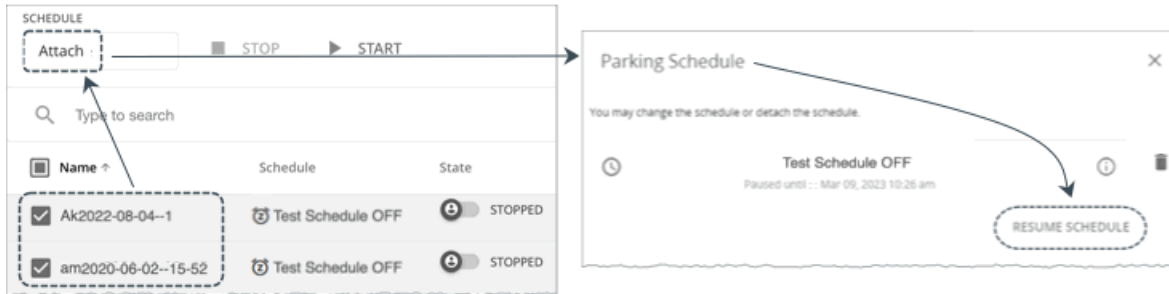 SCHEDULE
Attach
STOP
START
Type to search
Name
Schedule
State
Ak2022-08-04--1
Test Schedule OFF
STOPPED
am2020-06-02--15-52
Test Schedule OFF
STOPPED
Parking Schedule
You may change the schedule or detach the schedule.
Test Schedule OFF
Paused until : : Mar 09, 2023 10:26 am
RESUME SCHEDULE